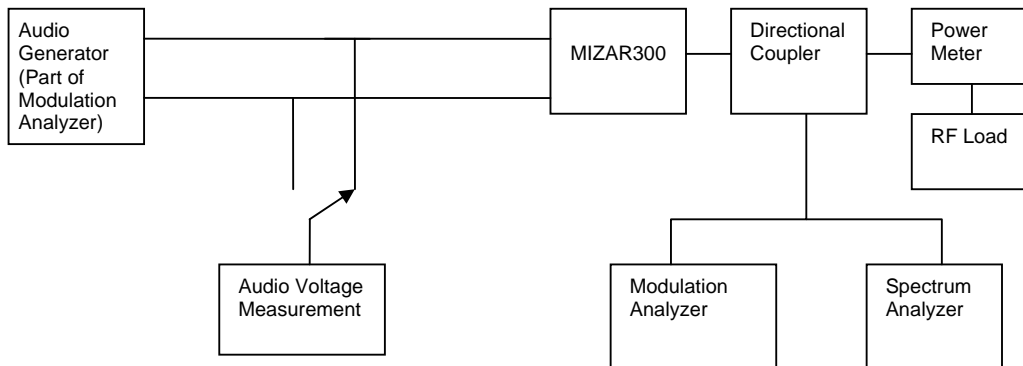 Audio
Generator
(Part of
Modulation
Analyzer)
MIZAR300
Directional
Coupler
Power
Meter
RF Load
Audio Voltage
Measurement
Modulation
Analyzer
Spectrum
Analyzer